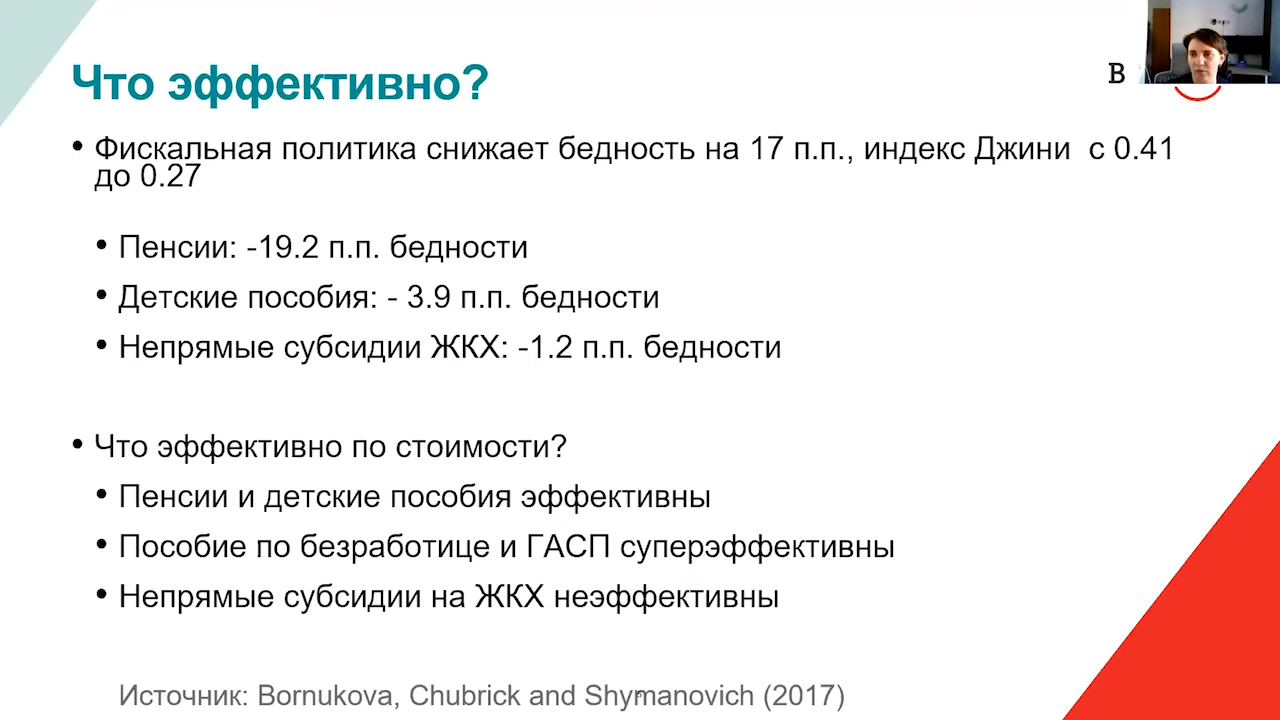 Что эффективно?
В
• Фискальная политика снижает бедность на 17 п.п., индекс Джини с 0.41
до 0.27
• Пенсии: -19.2 п.п. бедности
• Детские пособия: - 3.9 п.п. бедности
• Непрямые субсидии ЖКХ: -1.2 п.п. бедности
• Что эффективно по стоимости?
• Пенсии и детские пособия эффективны
• Пособие по безработице и ГАСП суперэффективны
• Непрямые субсидии на ЖКХ неэффективны
Источник: Bornukova, Chubrick and Shymanovich (2017)